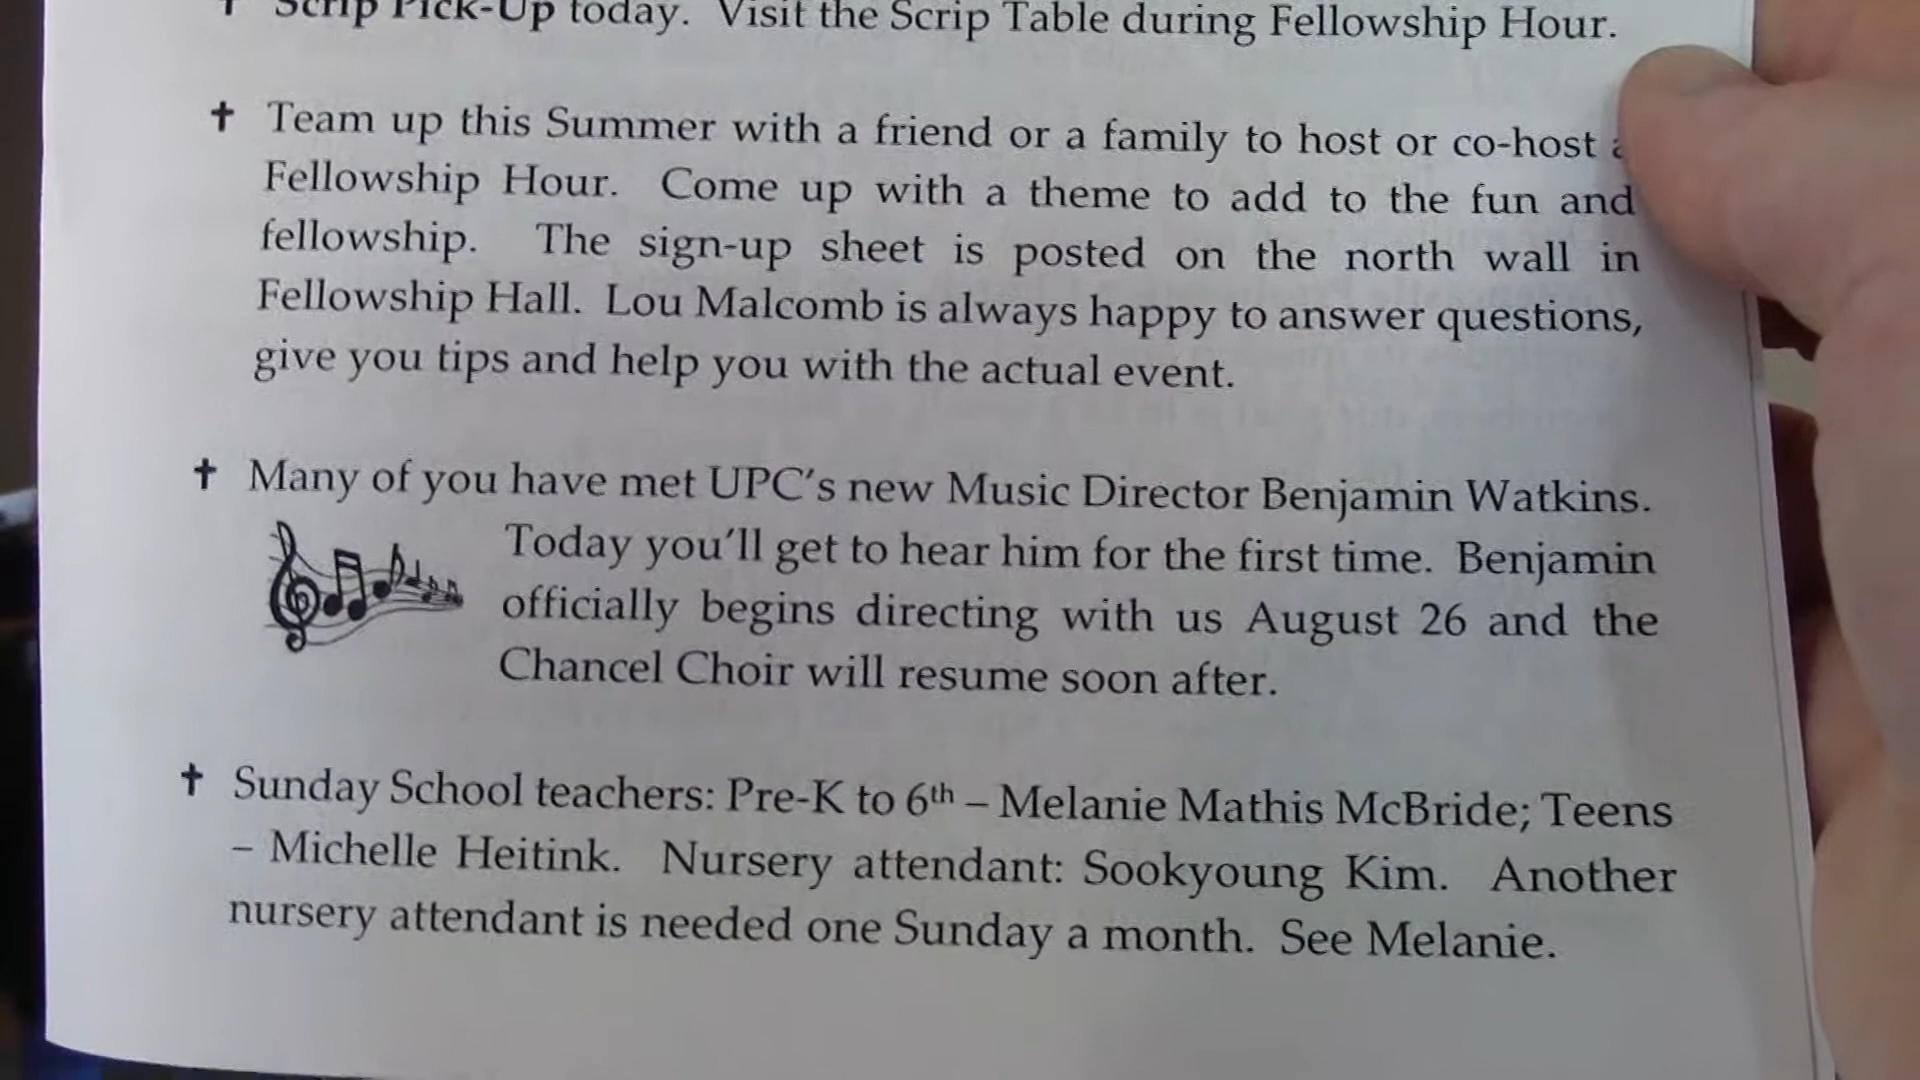 † Scrip Pick-Up today. Visit the Scrip Table during Fellowship Hour.
† Team up this Summer with a friend or a family to host or co-host a
Fellowship Hour. Come up with a theme to add to the fun and
fellowship. The sign-up sheet is posted on the north wall in
Fellowship Hall. Lou Malcomb is always happy to answer questions,
give you tips and help you with the actual event.
† Many of you have met UPC's new Music Director Benjamin Watkins.
Today you'll get to hear him for the first time. Benjamin
officially begins directing with us August 26 and the
Chancel Choir will resume soon after.
† Sunday School teachers: Pre-K to 6th – Melanie Mathis McBride; Teens
– Michelle Heitink. Nursery attendant: Sookyoung Kim. Another
nursery attendant is needed one Sunday a month. See Melanie.